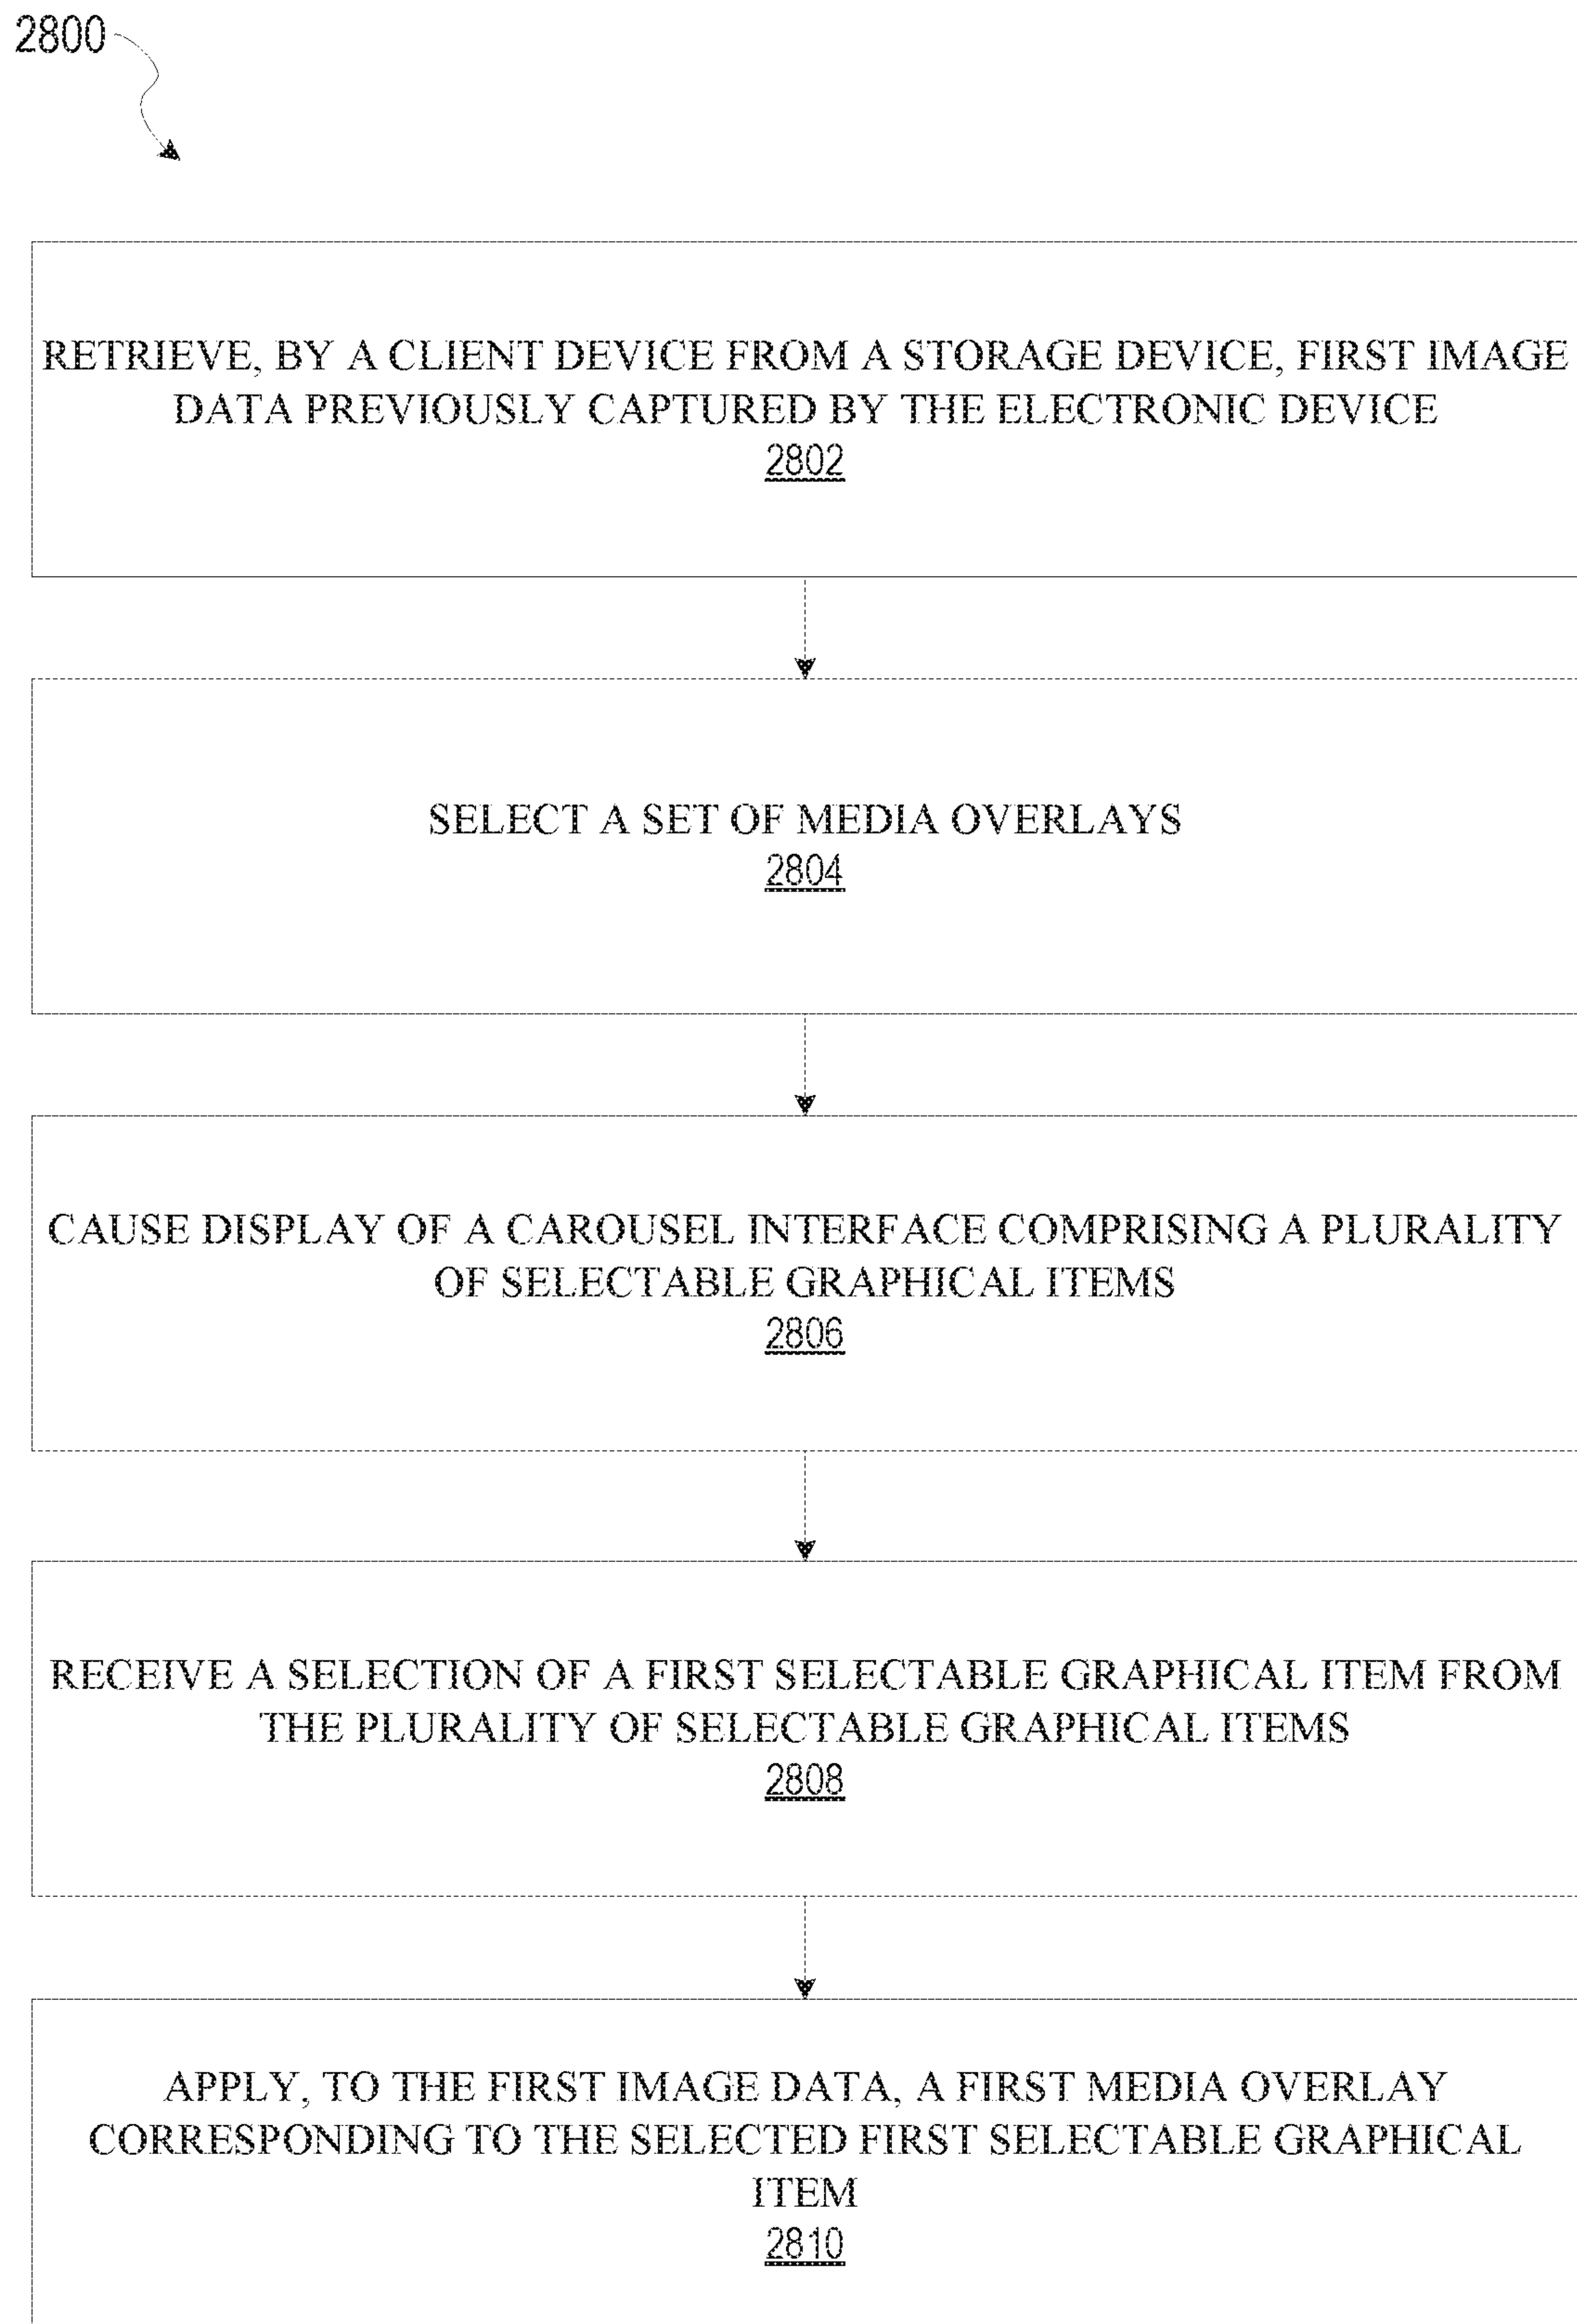 2800
RETRIEVE, BY A CLIENT DEVICE FROM A STORAGE DEVICE, FIRST IMAGE
DATA PREVIOUSLY CAPTURED BY THE ELECTRONIC DEVICE
2802
SELECT A SET OF MEDIA OVERLAYS
2804
CAUSE DISPLAY OF A CAROUSEL INTERFACE COMPRISING A PLURALITY
OF SELECTABLE GRAPHICAL ITEMS
2806
RECEIVE A SELECTION OF A FIRST SELECTABLE GRAPHICAL ITEM FROM
THE PLURALITY OF SELECTABLE GRAPHICAL ITEMS
2808
APPLY, TO THE FIRST IMAGE DATA, A FIRST MEDIA OVERLAY
CORRESPONDING TO THE SELECTED FIRST SELECTABLE GRAPHICAL
ITEM
2810